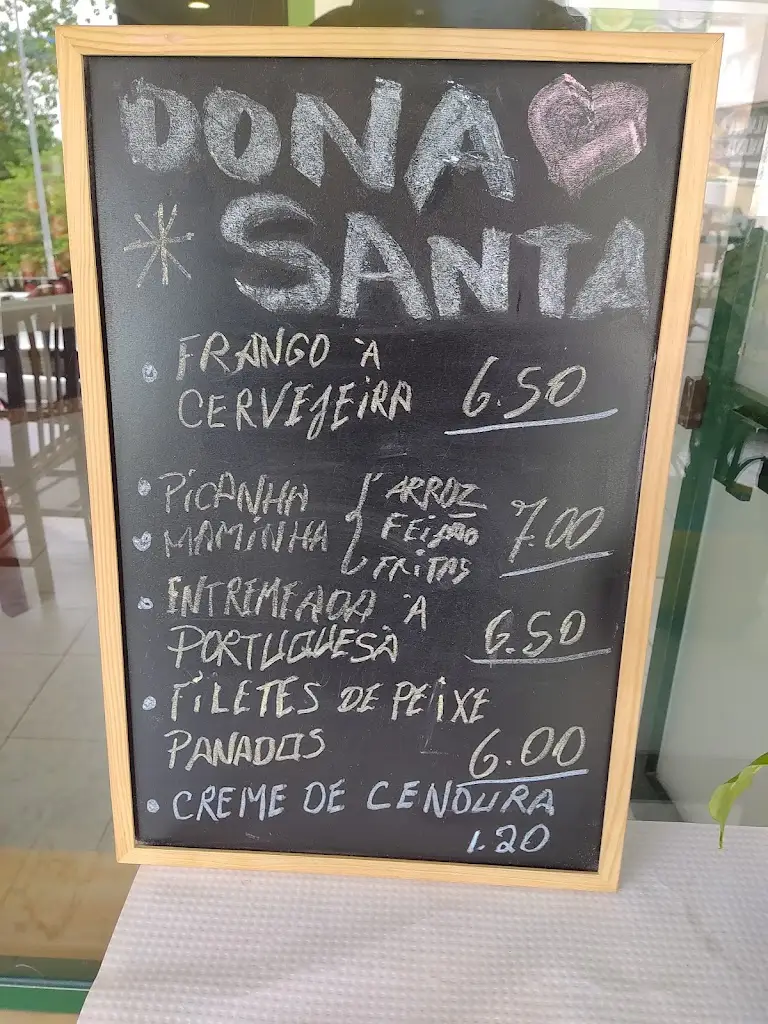 DONA
* SANTA
• FRANGO À
CERVEJEIRA 6.50
• PICANHA { ARROZ
• MAMINHA FEIJÃO 7.00
FRITAS
• ENTREMEADA À
PORTUGUESA 6.50
• FILETES DE PEIXE
PANADOS 6.00
• CREME DE CENOURA
1.20